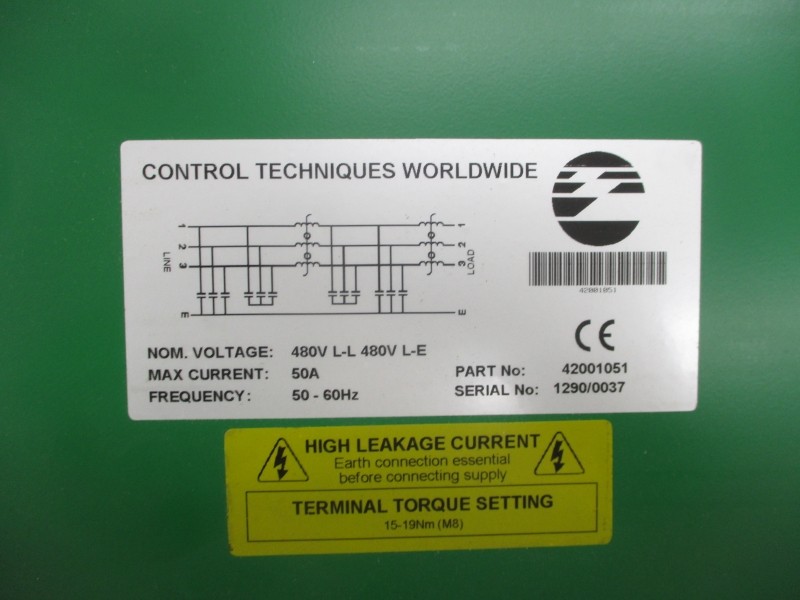 CONTROL TECHNIQUES WORLDWIDE
1 1
2 2
3 3
LINE LOAD
E E
42001051
CE
NOM. VOLTAGE: 480V L-L 480V L-E
MAX CURRENT: 50A
FREQUENCY: 50 - 60Hz
PART No: 42001051
SERIAL No: 1290/0037
HIGH LEAKAGE CURRENT
Earth connection essential
before connecting supply
TERMINAL TORQUE SETTING
15-19Nm (M8)